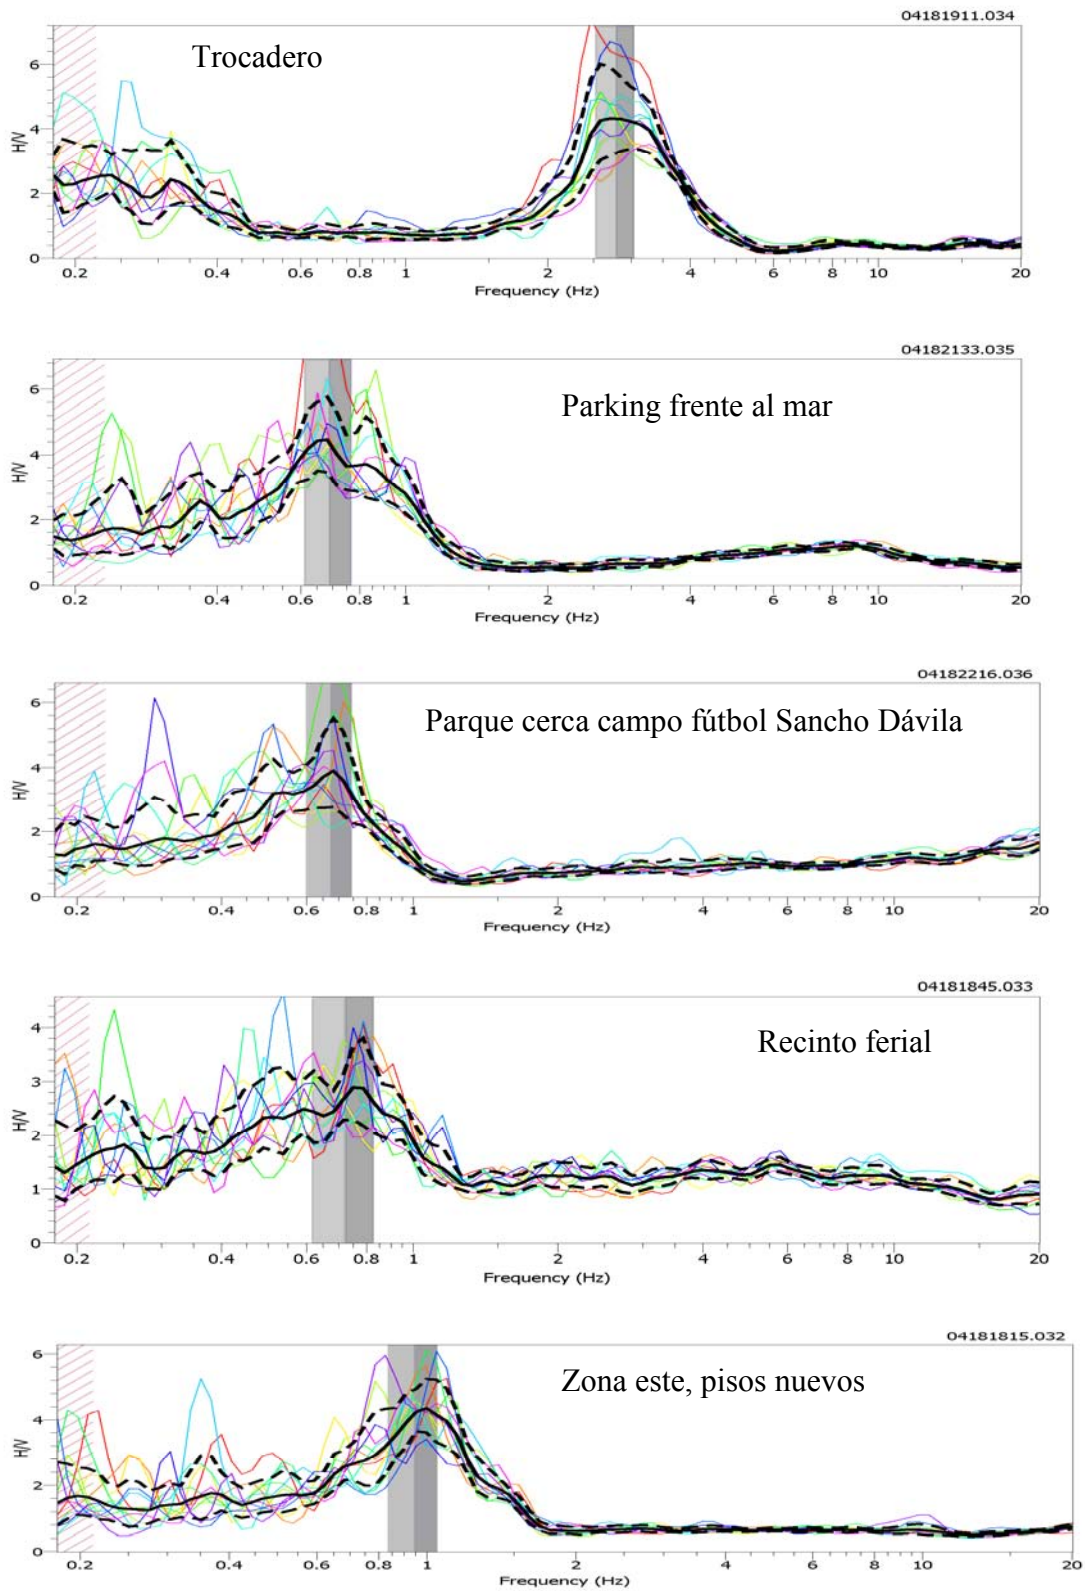 04181911.034
Trocadero
6
4
2
0
H/V
0.2 0.4 0.6 0.8 1 2 4 6 8 10 20
Frequency (Hz)
04182133.035
Parking frente al mar
6
4
2
0
H/V
0.2 0.4 0.6 0.8 1 2 4 6 8 10 20
Frequency (Hz)
04182216.036
Parque cerca campo fútbol Sancho Dávila
6
4
2
0
H/V
0.2 0.4 0.6 0.8 1 2 4 6 8 10 20
Frequency (Hz)
04181845.033
Recinto ferial
4
3
2
1
0
H/V
0.2 0.4 0.6 0.8 1 2 4 6 8 10 20
Frequency (Hz)
04181815.032
Zona este, pisos nuevos
6
4
2
0
H/V
0.2 0.4 0.6 0.8 1 2 4 6 8 10 20
Frequency (Hz)